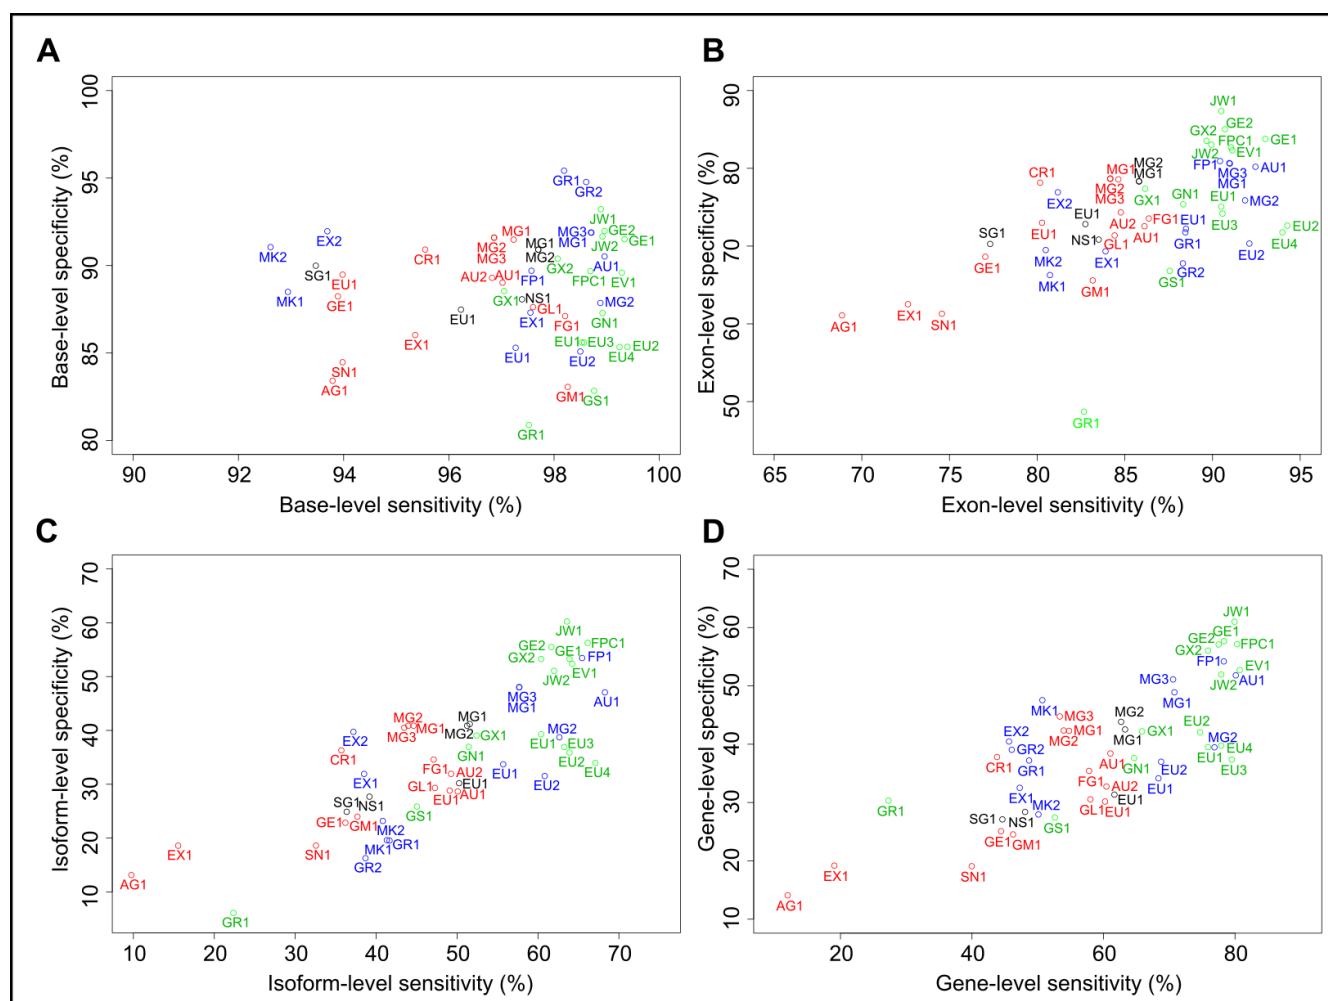 A
Base-level specificity (%)
100
95
90
85
80
GR1
GR2
MK2
EX2
MK1
SG1
EU1
GE1
CR1
MG1
MG2
MG3
AU2
AU1
MG1
MG2
GX2
MG3
MG1
JW1
GE2
JW2
GE1
AU1
FP1
FPC1
EV1
GX1
NS1
GL1
EX1
FG1
MG2
GN1
EU1
EX1
EU1
EU1
EU3
EU2
EU4
EU2
SN1
AG1
GM1
GS1
GR1
90
92
94
96
98
100
Base-level sensitivity (%)
B
Exon-level specificity (%)
90
80
70
60
50
JW1
GE2
GX2
FPC1
GE1
JW2
EV1
FP1
MG3
MG1
AU1
MG2
MG1
MG1
MG2
MG3
CR1
EX2
GX1
GN1
EU1
EU3
MG2
EU1
EU1
AU2
FG1
EU1
GR1
EU2
EU4
EU2
SG1
GE1
MK2
MK1
NS1
GL1
AU1
EX1
GR2
GS1
GM1
AG1
EX1
SN1
GR1
65
70
75
80
85
90
95
Exon-level sensitivity (%)
C
Isoform-level specificity (%)
70
60
50
40
30
20
10
JW1
GE2
GE1
FPC1
GX2
FP1
EV1
JW2
MG3
MG1
AU1
MG2
MG1
MG3
MG1
MG2
GX1
EX2
CR1
GN1
EU1
MG2
EU3
EU2
EU4
FG1
AU2
EU1
EU1
EU2
EX1
GL1
EU1
AU1
SG1
NS1
GS1
GE1
GM1
MK2
MK1
GR1
GR2
SN1
EX1
AG1
GR1
10
20
30
40
50
60
70
Isoform-level sensitivity (%)
D
Gene-level specificity (%)
70
60
50
40
30
20
10
JW1
GE1
GE2
FPC1
GX2
FP1
EV1
JW2
AU1
MG3
MG1
MK1
MG3
MG2
MG1
MG2
MG1
GX1
EU2
MG2
EU4
EU1
EU3
EX2
GR2
CR1
GR1
AU1
GN1
EU2
EU1
FG1
AU2
EX1
GL1
EU1
EU1
GR1
MK2
SG1
NS1
GS1
GE1
GM1
EX1
SN1
AG1
20
40
60
80
Gene-level sensitivity (%)